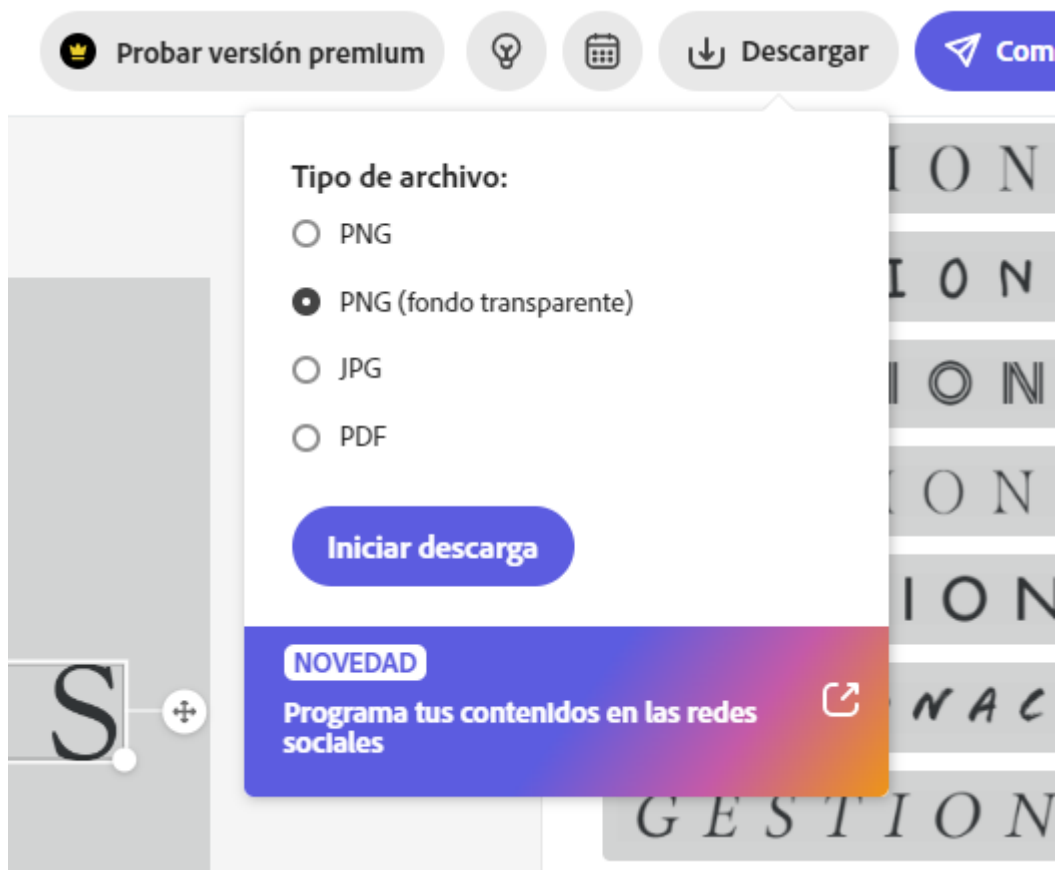 Probar versión premium
Descargar
Com
Tipo de archivo:
PNG
PNG (fondo transparente)
JPG
PDF
Iniciar descarga
NOVEDAD
Programa tus contenidos en las redes
sociales
ION
ION
ION
ION
ION
NAC
GESTION
S